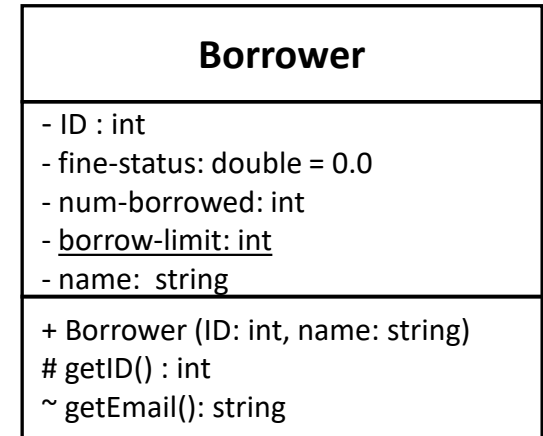 Borrower
- ID : int
- fine-status: double = 0.0
- num-borrowed: int
- borrow-limit: int
- name:  string
+ Borrower (ID: int, name: string)
# getID() : int
~ getEmail(): string